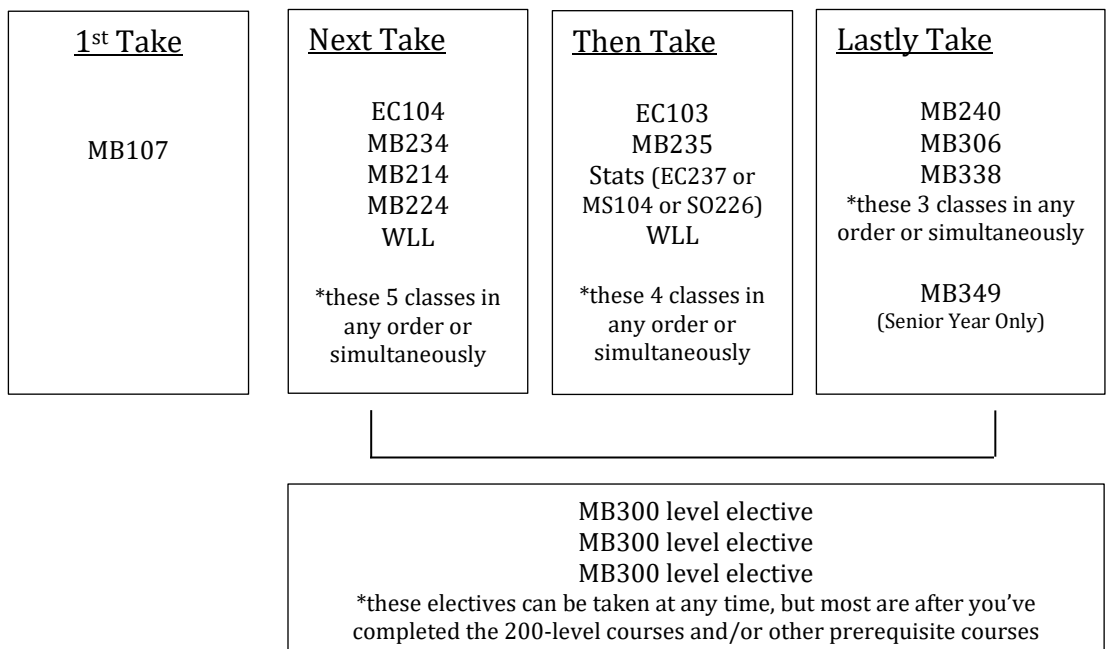 1st Take
MB107
Next Take
EC104
MB234
MB214
MB224
WLL
*these 5 classes in
any order or
simultaneously
Then Take
EC103
MB235
Stats (EC237 or
MS104 or SO226)
WLL
*these 4 classes in
any order or
simultaneously
Lastly Take
MB240
MB306
MB338
*these 3 classes in any
order or simultaneously
MB349
(Senior Year Only)
MB300 level elective
MB300 level elective
MB300 level elective
*these electives can be taken at any time, but most are after you’ve
completed the 200-level courses and/or other prerequisite courses